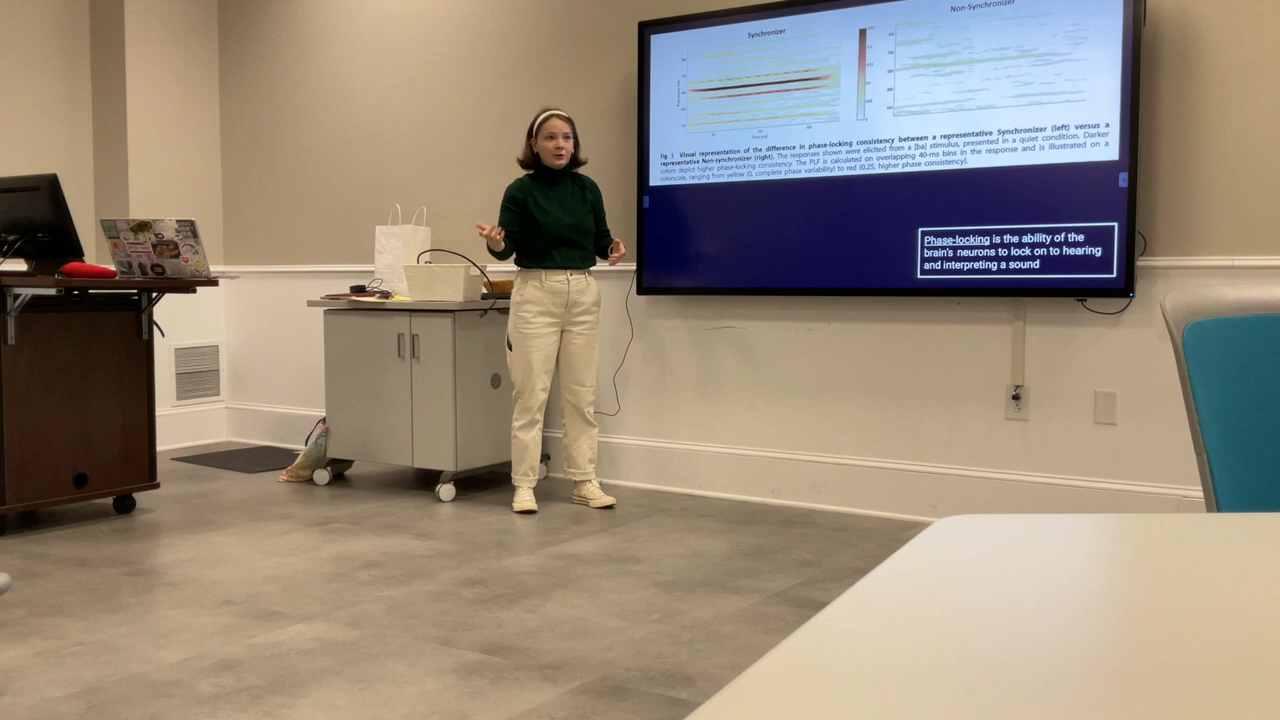 Synchronizer
Non-Synchronizer
Fig. 3 Visual representation of the difference in phase-locking consistency between a representative Synchronizer (left) versus a
representative Non-synchronizer (right). The responses shown were elicited from a [ba] stimulus, presented in a quiet condition. Darker
colors depict higher phase-locking consistency. The PLF is calculated on overlapping 40-ms bins in the response and is illustrated on a
colorscale, ranging from yellow (0, complete phase variability) to red (0.25, higher phase consistency).
Phase-locking is the ability of the
brain's neurons to lock on to hearing
and interpreting a sound